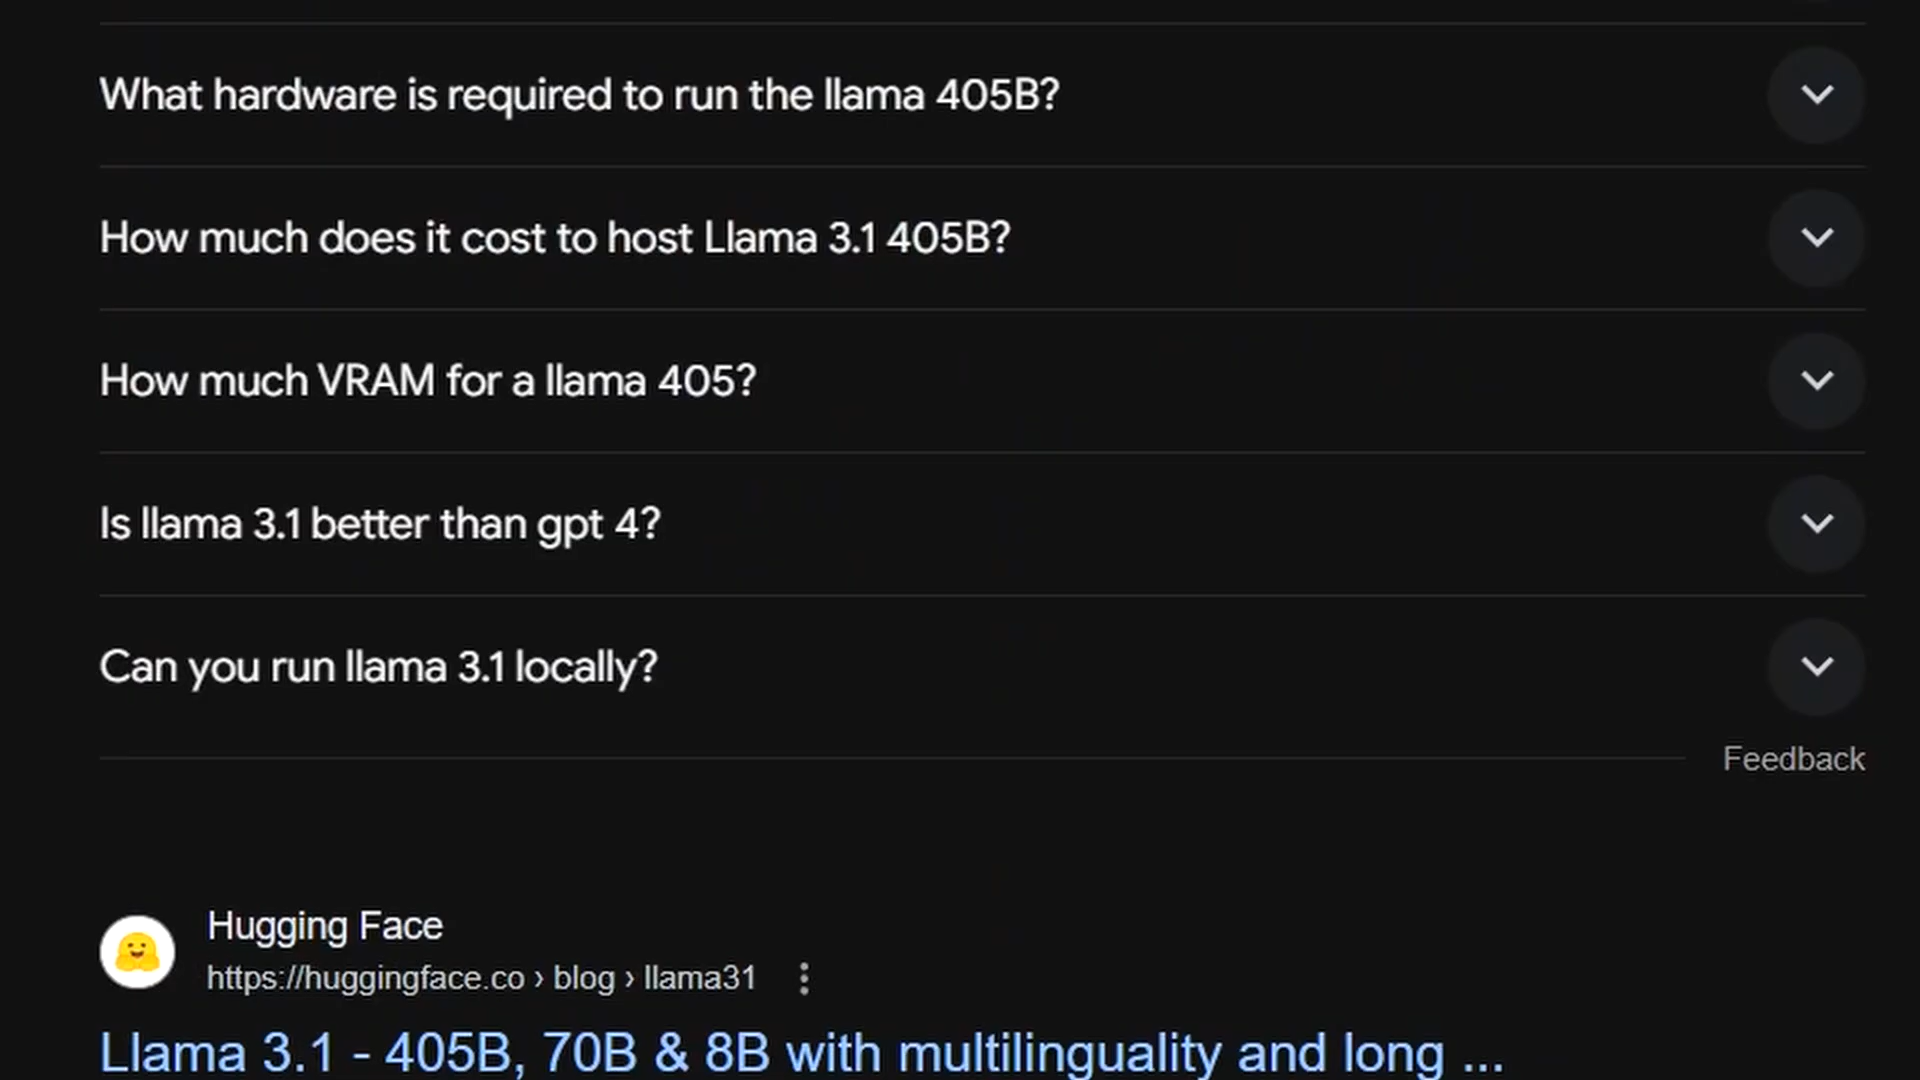 What hardware is required to run the llama 405B?
How much does it cost to host Llama 3.1 405B?
How much VRAM for a llama 405?
Is llama 3.1 better than gpt 4?
Can you run llama 3.1 locally?
Feedback
Hugging Face
https://huggingface.co › blog › llama31
Llama 3.1 - 405B, 70B & 8B with multilinguality and long ...